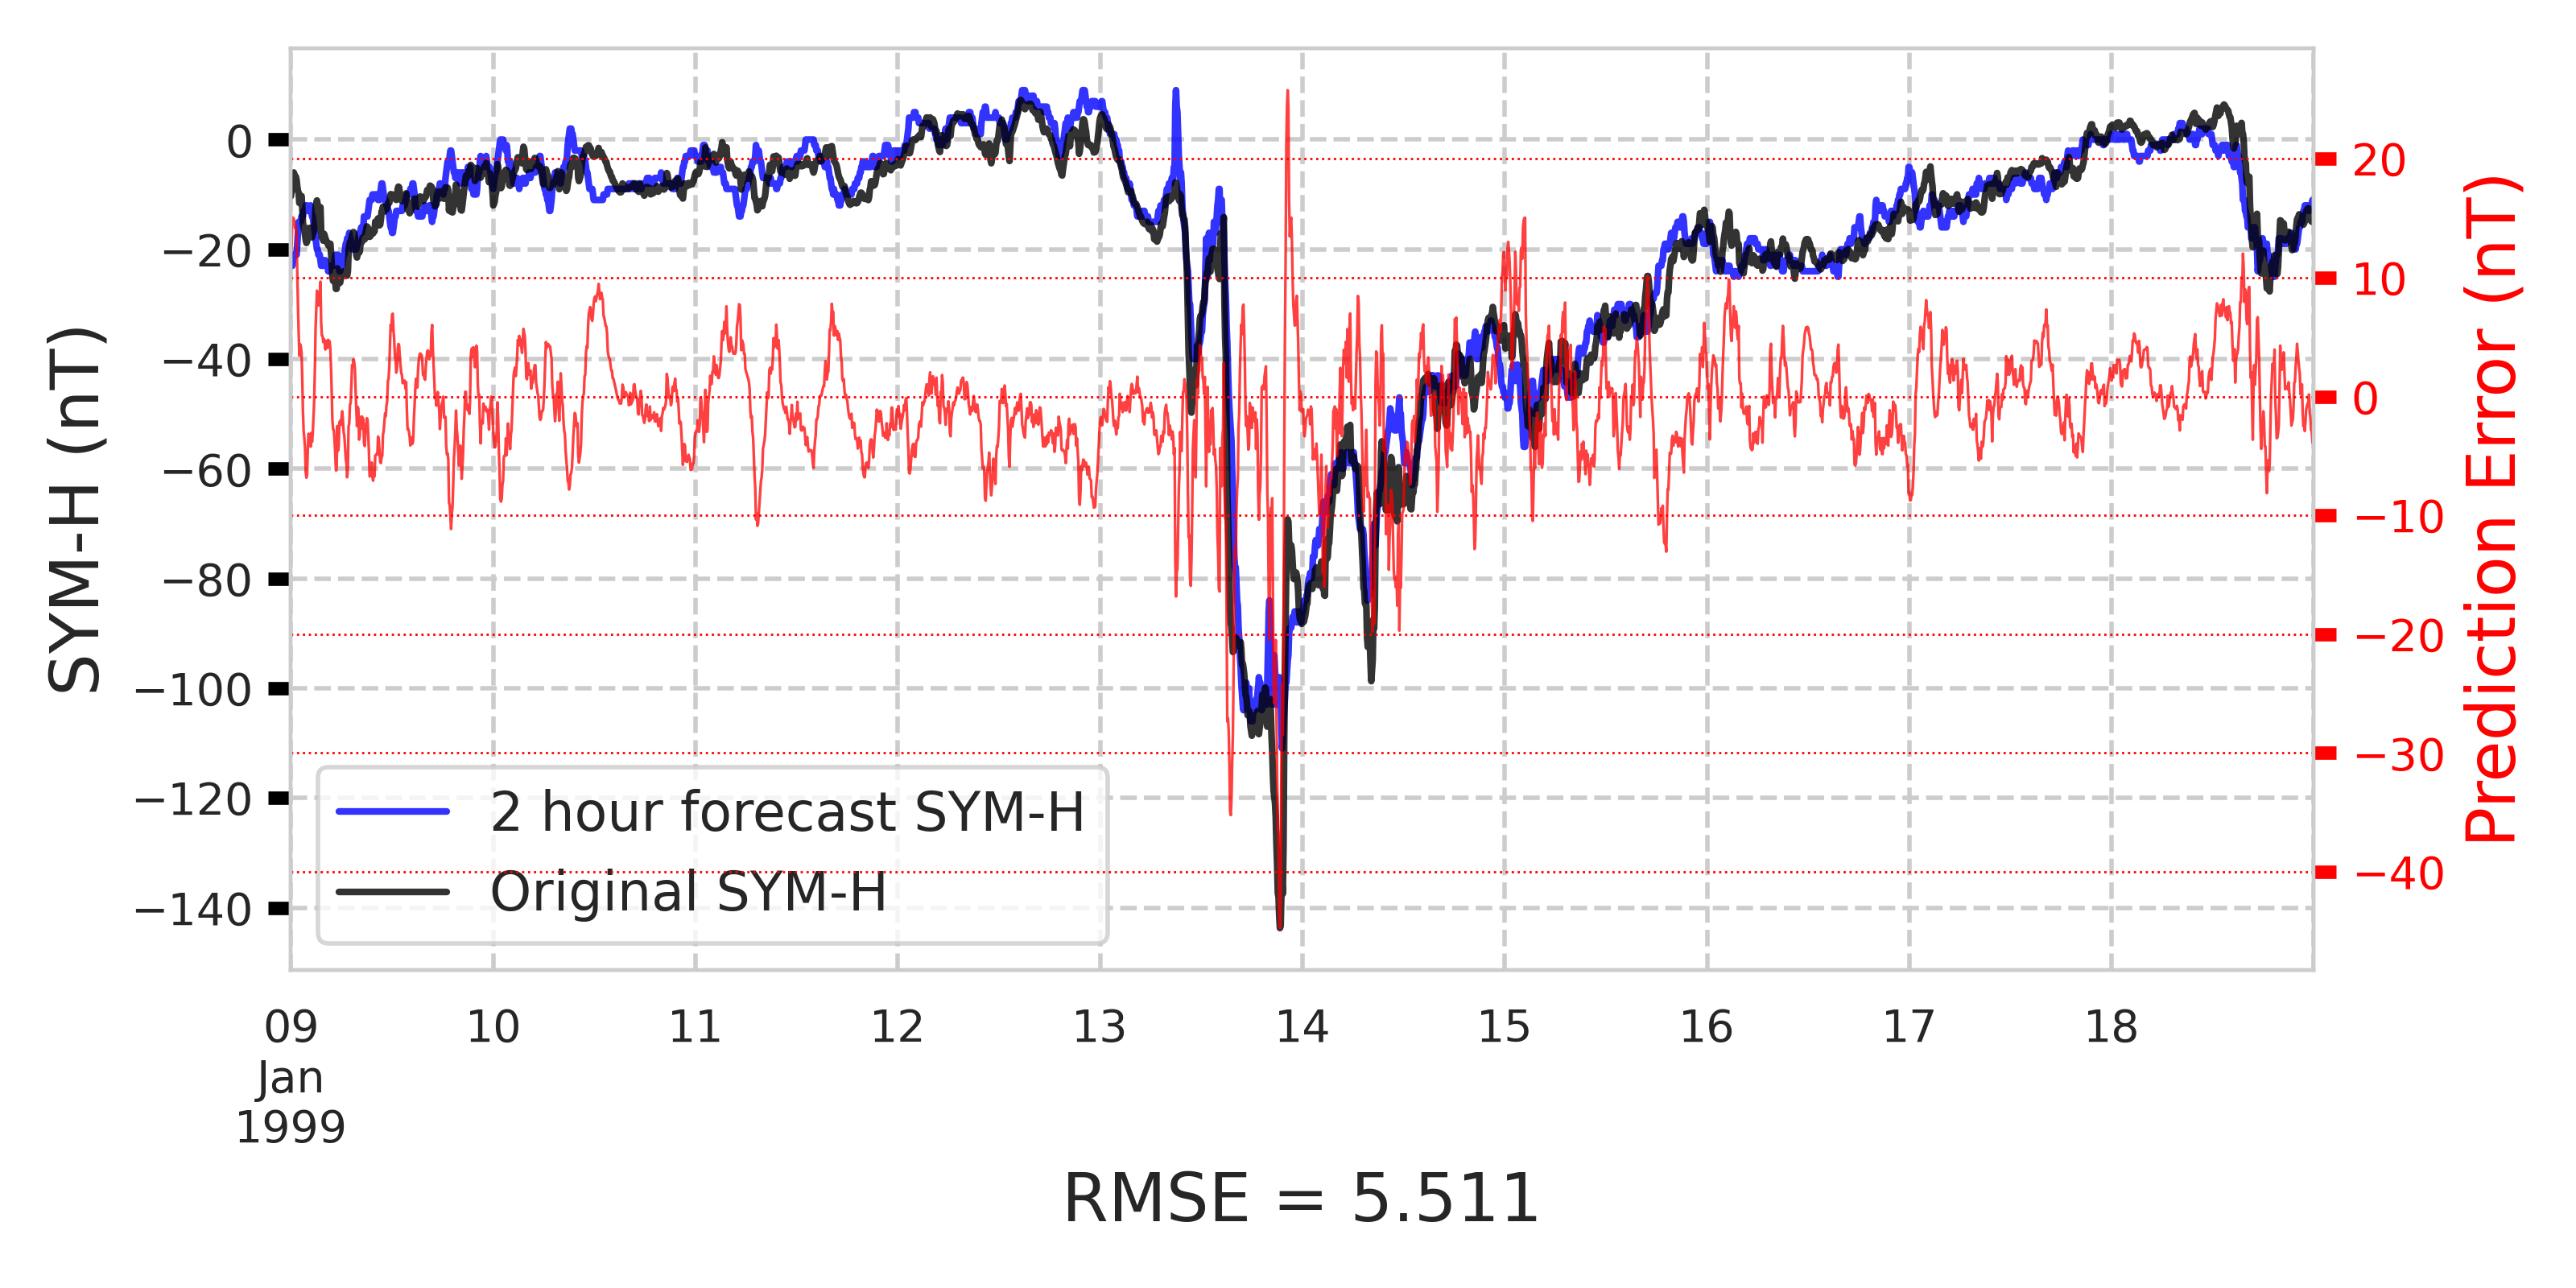 SYM-H (nT)
0
−20
−40
−60
−80
−100
−120
−140
2 hour forecast SYM-H
Original SYM-H
20
10
0
−10
−20
−30
−40
Prediction Error (nT)
09 10 11 12 13 14 15 16 17 18
Jan
1999
RMSE = 5.511